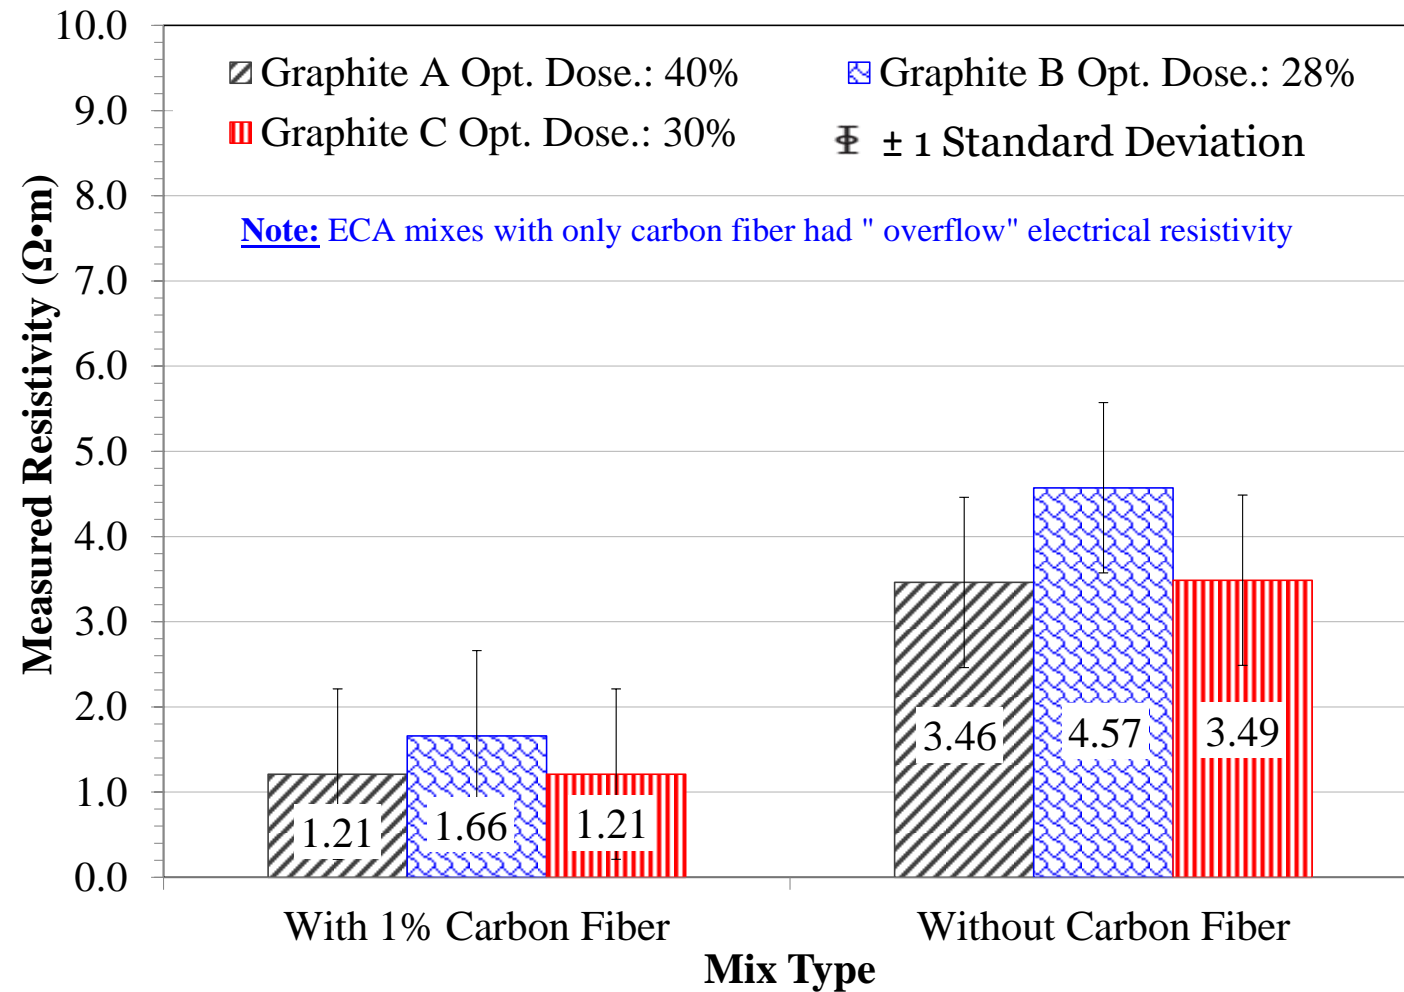 10.0
9.0
8.0
7.0
6.0
5.0
4.0
3.0
2.0
1.0
0.0
Measured Resistivity (Ω•m)
Graphite A Opt. Dose.: 40%
Graphite B Opt. Dose.: 28%
Graphite C Opt. Dose.: 30%
± 1 Standard Deviation
Note: ECA mixes with only carbon fiber had " overflow" electrical resistivity
1.21
1.66
1.21
3.46
4.57
3.49
With 1% Carbon Fiber
Without Carbon Fiber
Mix Type